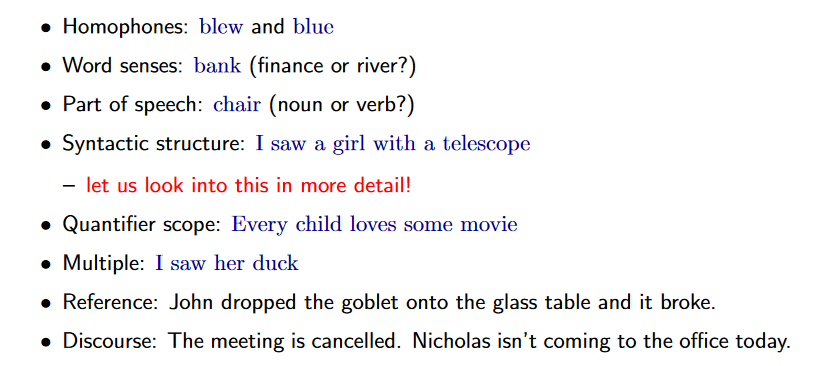 • Homophones: blew and blue
• Word senses: bank (finance or river?)
• Part of speech: chair (noun or verb?)
• Syntactic structure: I saw a girl with a telescope
– let us look into this in more detail!
• Quantifier scope: Every child loves some movie
• Multiple: I saw her duck
• Reference: John dropped the goblet onto the glass table and it broke.
• Discourse: The meeting is cancelled. Nicholas isn't coming to the office today.